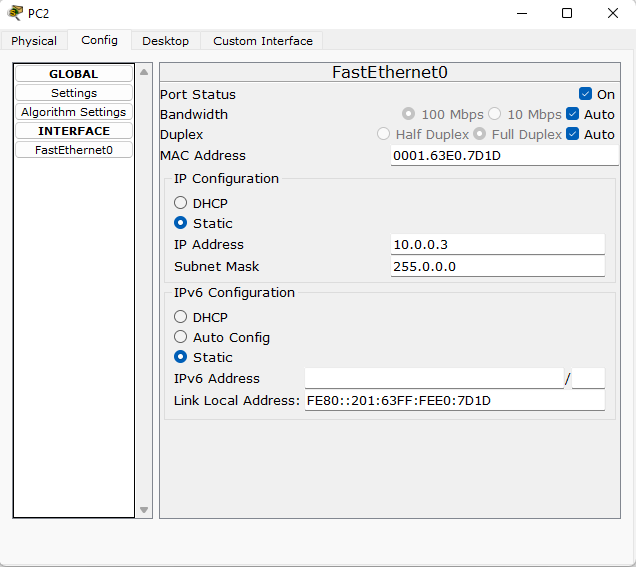 PC2
Physical Config Desktop Custom Interface
GLOBAL
Settings
Algorithm Settings
INTERFACE
FastEthernet0
FastEthernet0
Port Status On
Bandwidth 100 Mbps 10 Mbps Auto
Duplex Half Duplex Full Duplex Auto
MAC Address 0001.63E0.7D1D
IP Configuration
DHCP
Static
IP Address 10.0.0.3
Subnet Mask 255.0.0.0
IPv6 Configuration
DHCP
Auto Config
Static
IPv6 Address /
Link Local Address: FE80::201:63FF:FEE0:7D1D